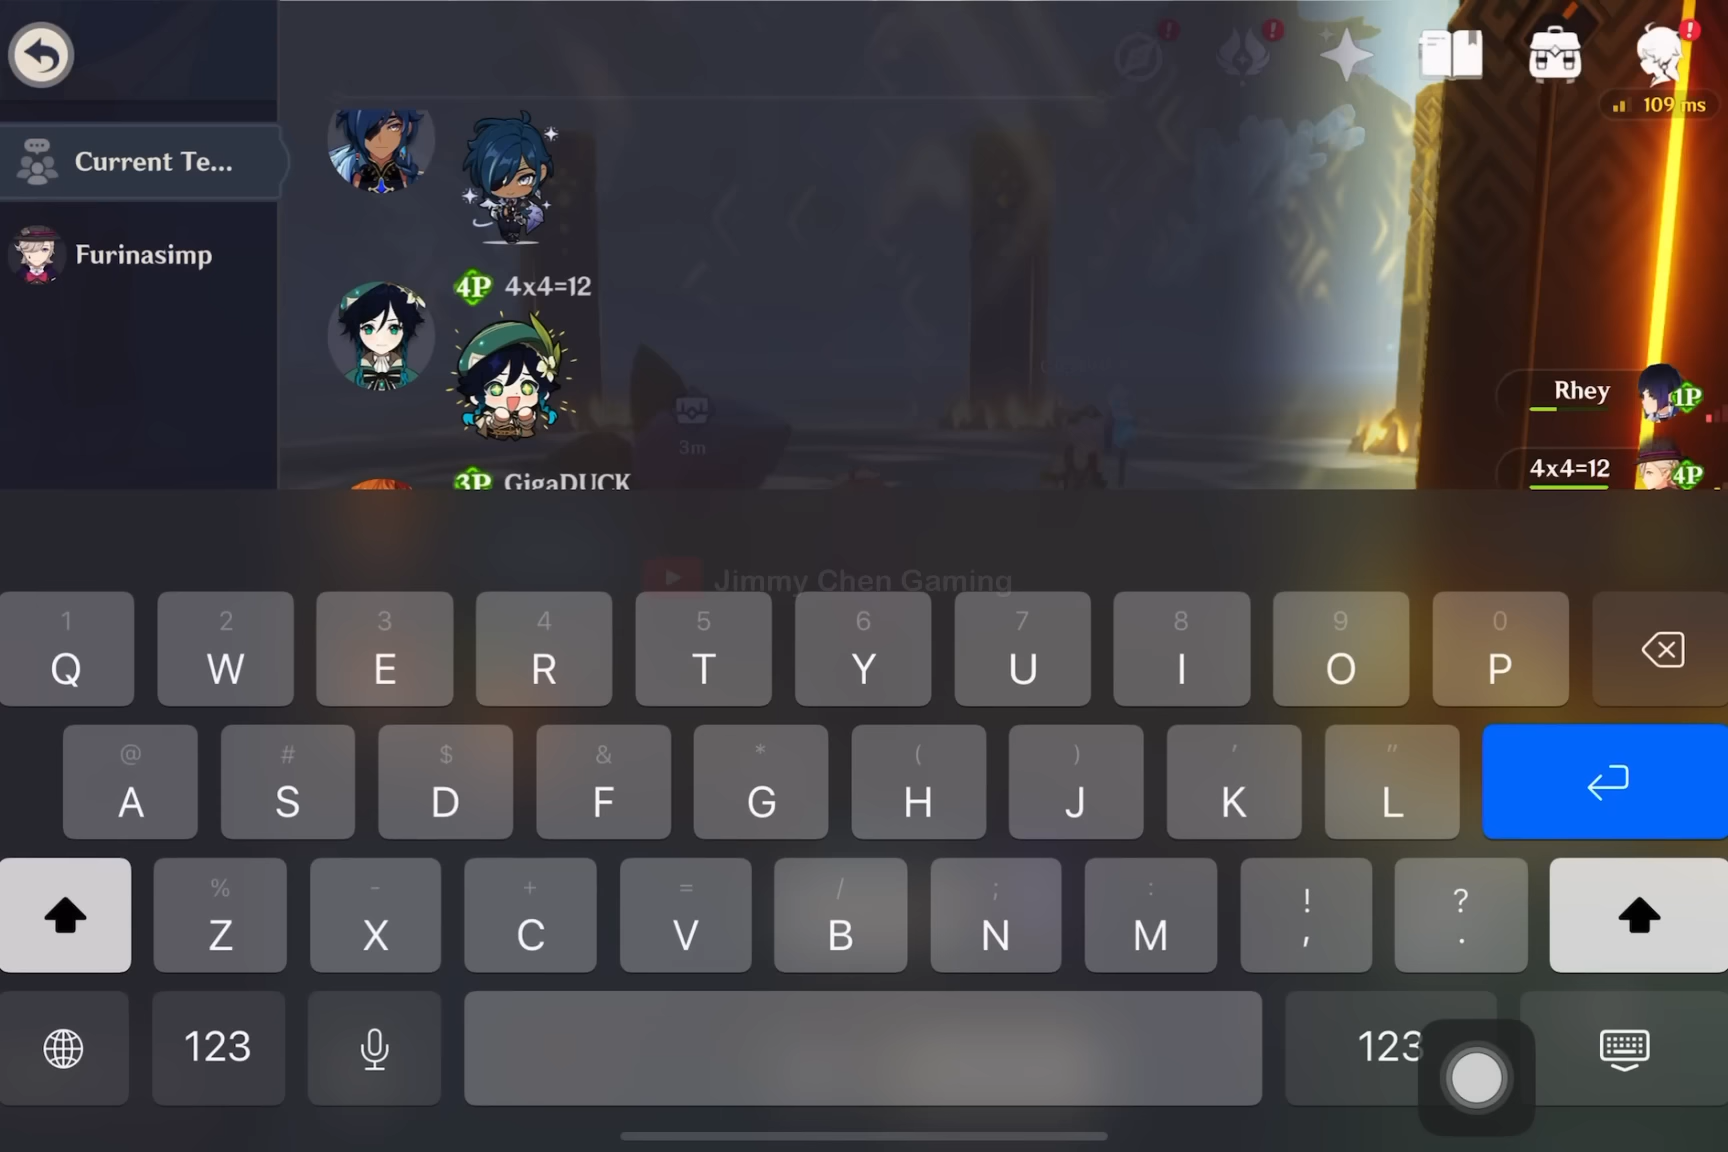 109 ms
Current Te...
Furinasimp
4P 4x4=12
3P GigaDUCK
3m
Rhey 1P
4x4=12 4P
Jimmy Chen Gaming
1 2 3 4 5 6 7 8 9 0
Q W E R T Y U I O P
@ # $ & * ( ) ' "
A S D F G H J K L
% - + = / ; : ! ?
Z X C V B N M , .
123 123